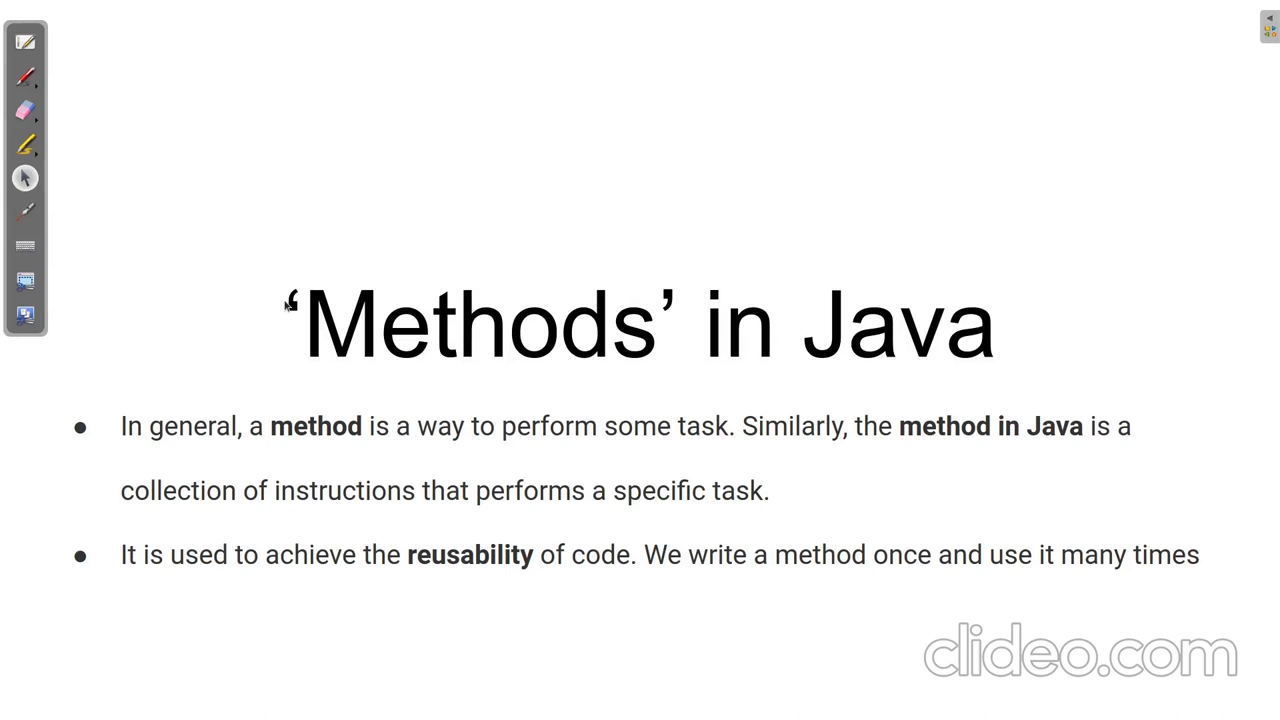 ‘Methods’ in Java
● In general, a method is a way to perform some task. Similarly, the method in Java is a
collection of instructions that performs a specific task.
● It is used to achieve the reusability of code. We write a method once and use it many times
clideo.com